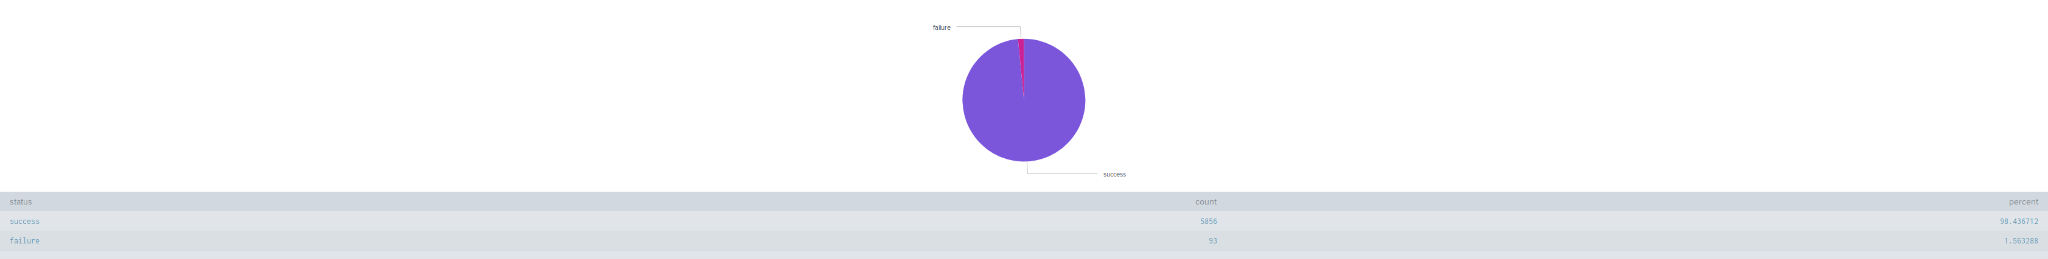 failure
success
status count percent
success 5856 98.436712
failure 93 1.563288